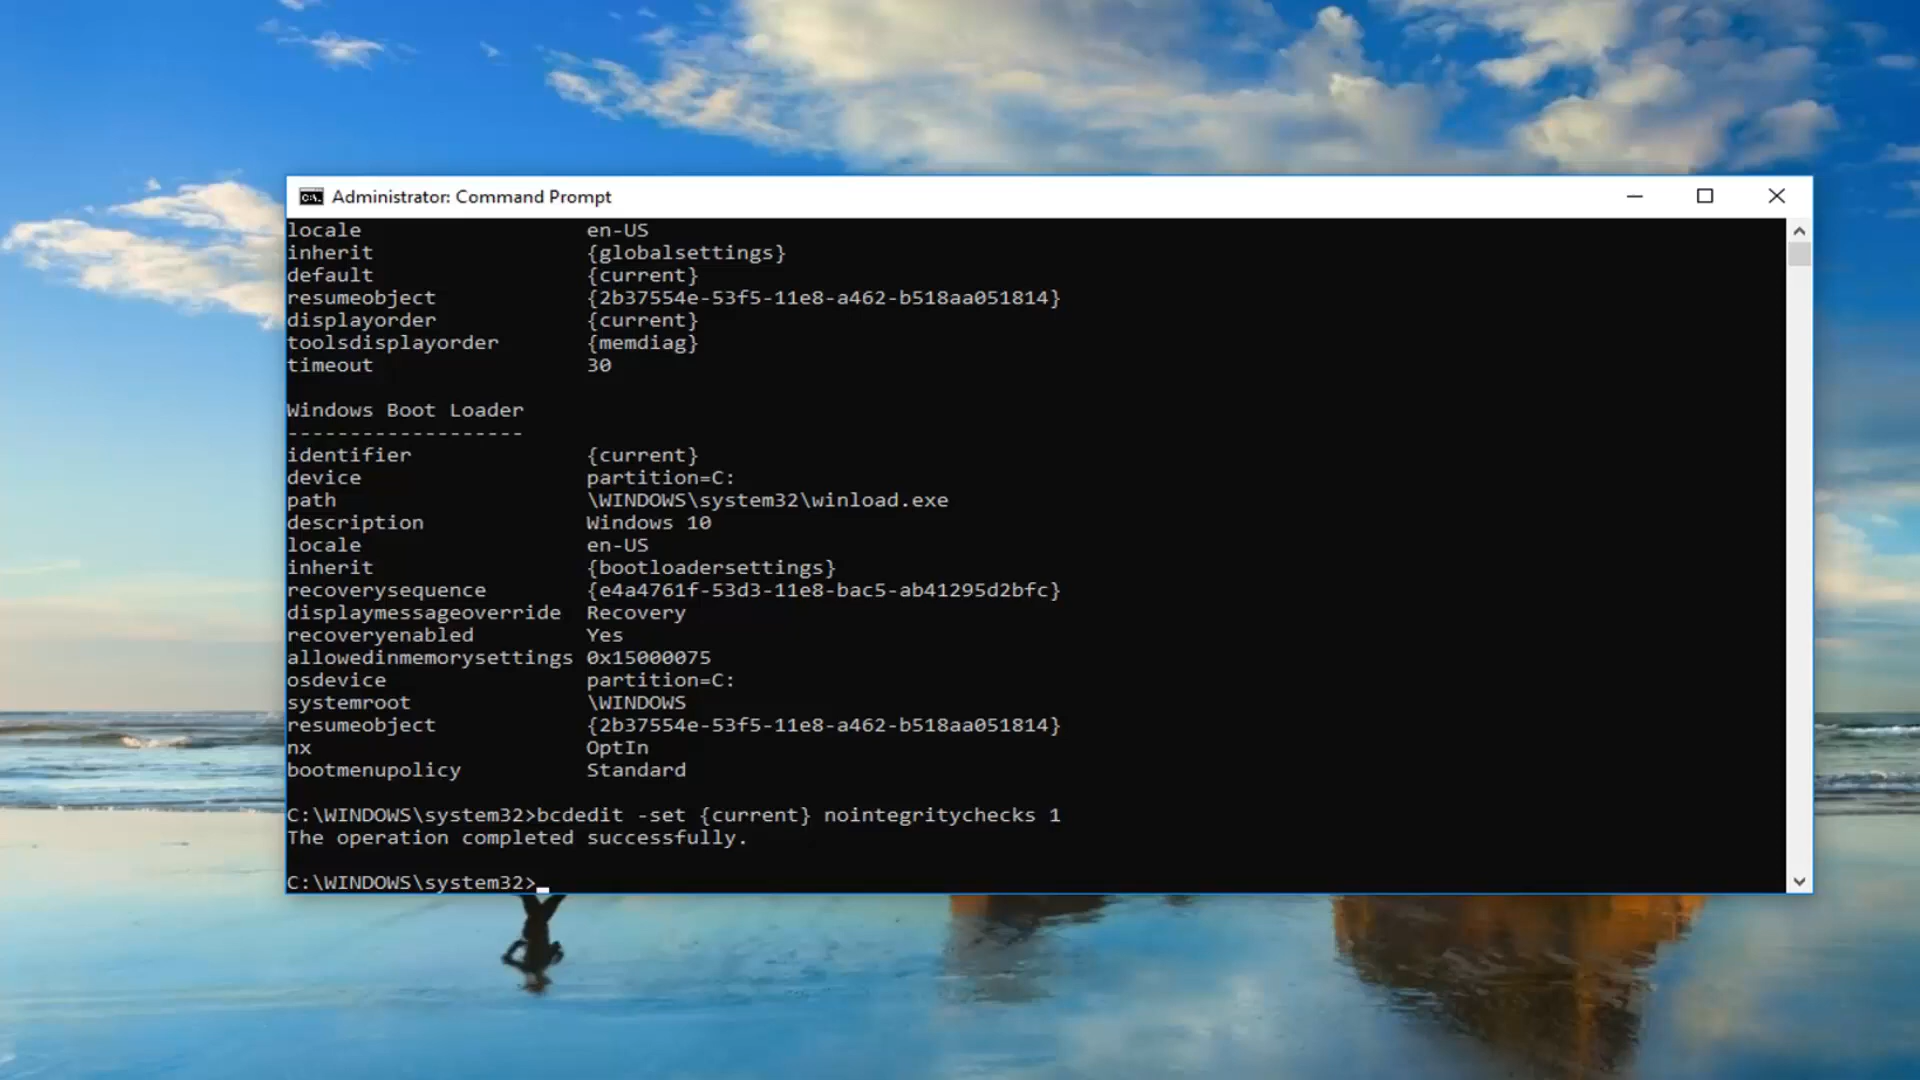 Administrator: Command Prompt
locale                  en-US
inherit                 {globalsettings}
default                 {current}
resumeobject            {2b37554e-53f5-11e8-a462-b518aa051814}
displayorder            {current}
toolsdisplayorder       {memdiag}
timeout                 30
Windows Boot Loader
-------------------
identifier              {current}
device                  partition=C:
path                    \WINDOWS\system32\winload.exe
description             Windows 10
locale                  en-US
inherit                 {bootloadersettings}
recoverysequence        {e4a4761f-53d3-11e8-bac5-ab41295d2bfc}
displaymessageoverride  Recovery
recoveryenabled         Yes
allowedinmemorysettings 0x15000075
osdevice                partition=C:
systemroot              \WINDOWS
resumeobject            {2b37554e-53f5-11e8-a462-b518aa051814}
nx                      OptIn
bootmenupolicy          Standard
C:\WINDOWS\system32>bcdedit -set {current} nointegritychecks 1
The operation completed successfully.
C:\WINDOWS\system32>